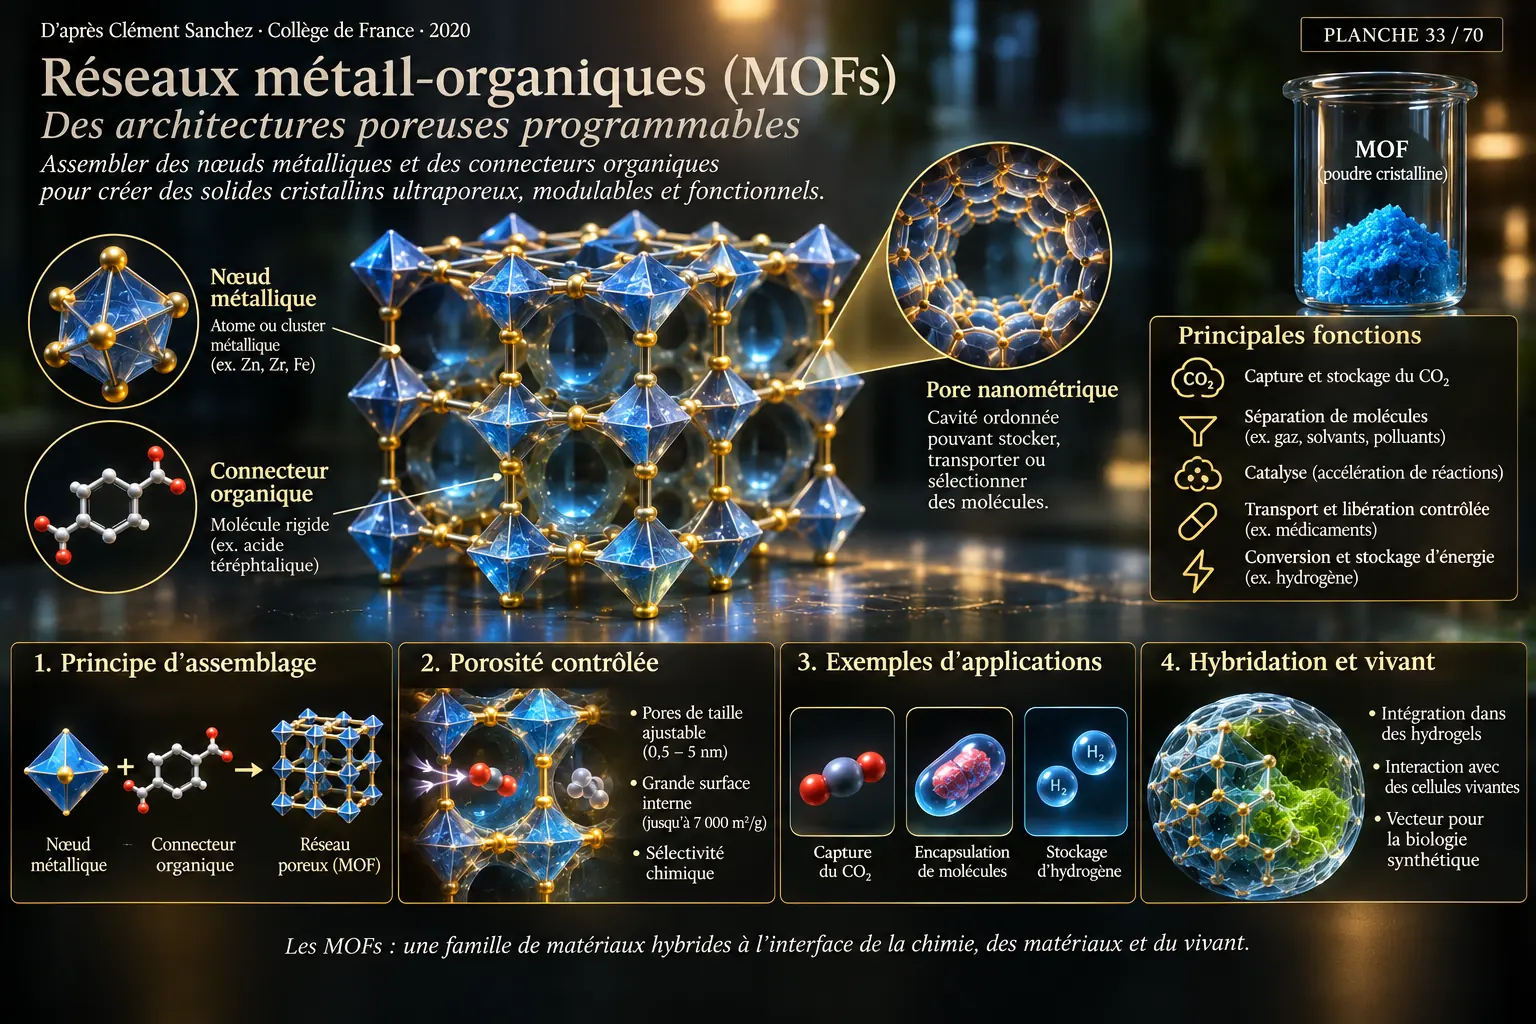 D'après Clément Sanchez · Collège de France · 2020
PLANCHE 33 / 70
Réseaux métall-organiques (MOFs)
Des architectures poreuses programmables
Assembler des nœuds métalliques et des connecteurs organiques
pour créer des solides cristallins ultraporeux, modulables et fonctionnels.
MOF
(poudre cristalline)
Nœud
métallique
Atome ou cluster
métallique
(ex. Zn, Zr, Fe)
Connecteur
organique
Molécule rigide
(ex. acide
téréphtalique)
Pore nanométrique
Cavité ordonnée
pouvant stocker,
transporter ou
sélectionner
des molécules.
Principales fonctions
CO₂
Capture et stockage du CO₂
Séparation de molécules
(ex. gaz, solvants, polluants)
Catalyse (accélération de réactions)
Transport et libération contrôlée
(ex. médicaments)
Conversion et stockage d'énergie
(ex. hydrogène)
1. Principe d'assemblage
+
Nœud
métallique
Connecteur
organique
Réseau
poreux (MOF)
2. Porosité contrôlée
• Pores de taille
ajustable
(0,5 – 5 nm)
• Grande surface
interne
(jusqu'à 7 000 m²/g)
• Sélectivité
chimique
3. Exemples d'applications
H₂
H₂
Capture
du CO₂
Encapsulation
de molécules
Stockage
d'hydrogène
4. Hybridation et vivant
• Intégration dans
des hydrogels
• Interaction avec
des cellules vivantes
• Vecteur pour
la biologie
synthétique
Les MOFs : une famille de matériaux hybrides à l'interface de la chimie, des matériaux et du vivant.